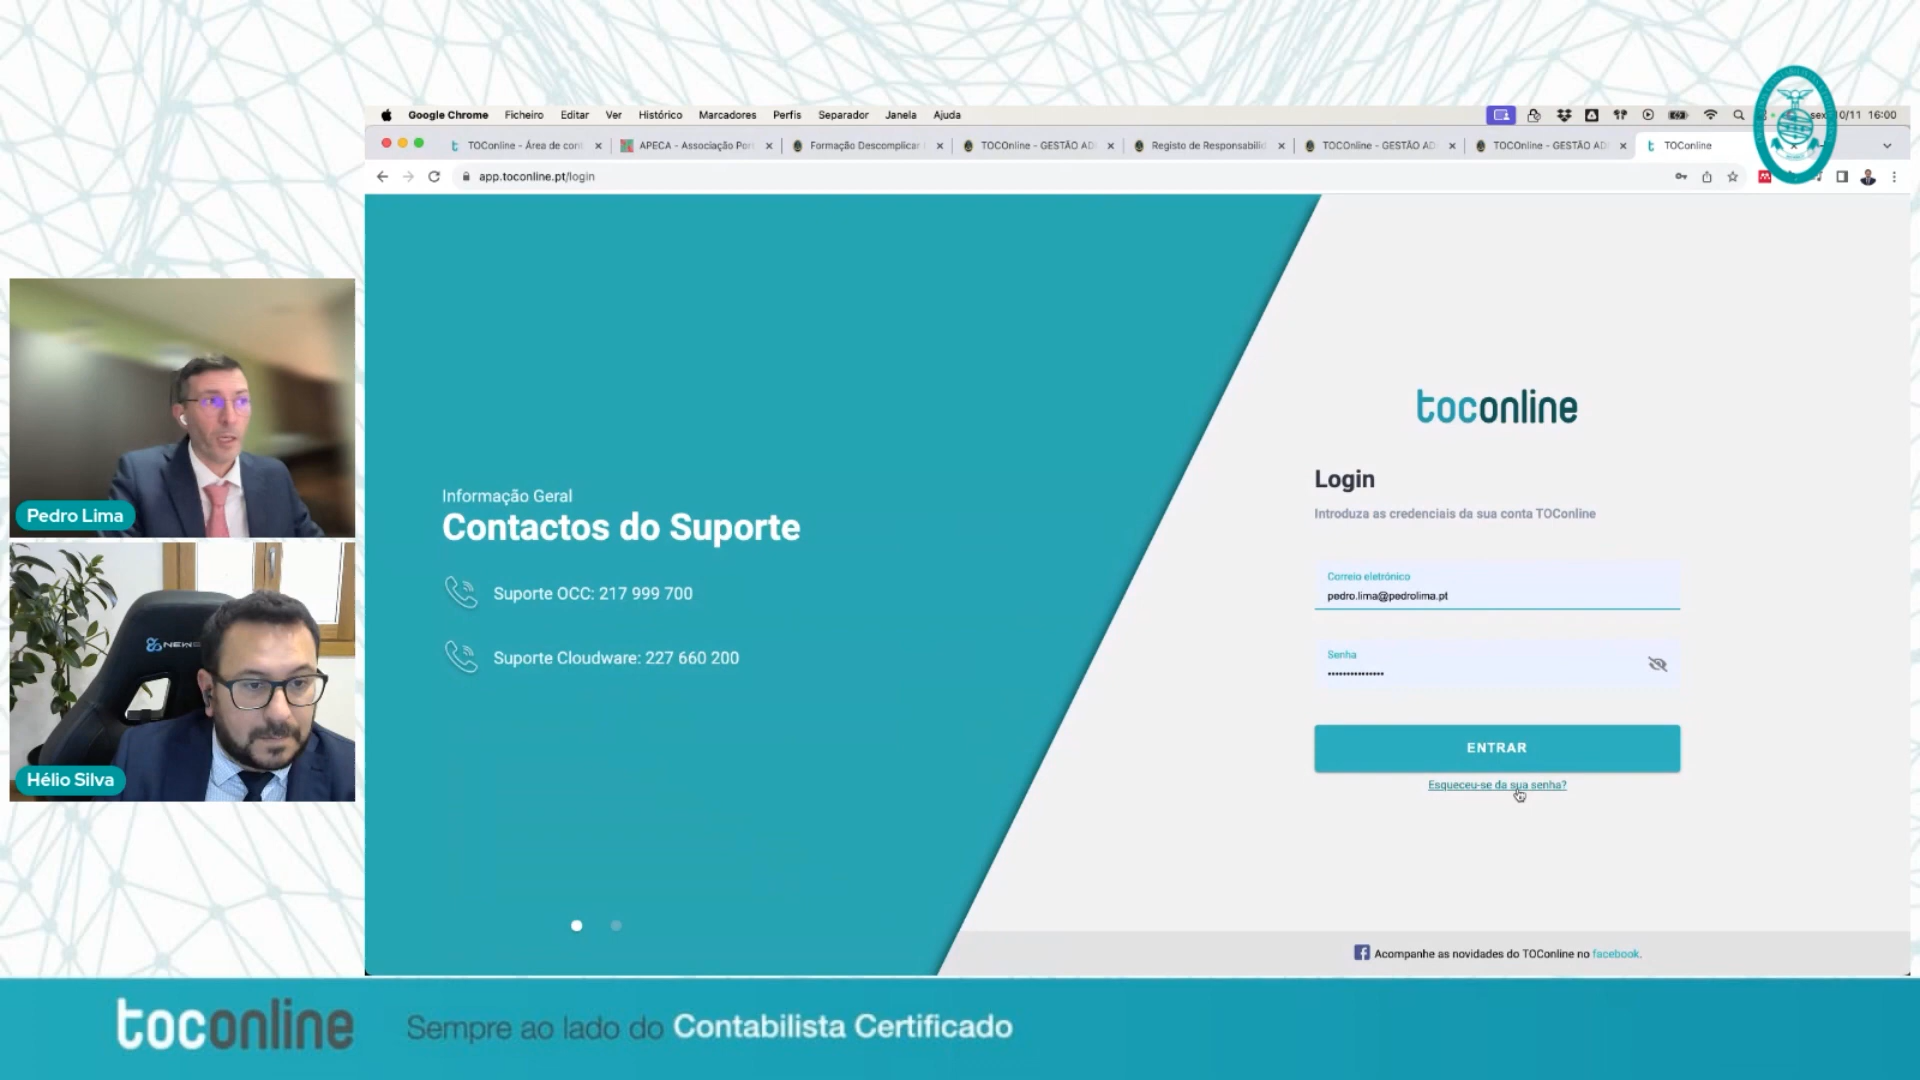 Google Chrome Ficheiro Editar Ver Histórico Marcadores Perfis Separador Janela Ajuda
10/11 16:00
TOConline - Área de con
APECA - Associação Por
Formação Descomplicar
TOConline - GESTÃO AD
Registo de Responsabilid
TOConline - GESTÃO AD
TOConline - GESTÃO AD
TOConline
app.toconline.pt/login
Informação Geral
Contactos do Suporte
Suporte OCC: 217 999 700
Suporte Cloudware: 227 660 200
toconline
Login
Introduza as credenciais da sua conta TOConline
Correio eletrónico
pedro.lima@pedrolima.pt
Senha
ENTRAR
Esqueceu-se da sua senha?
Acompanhe as novidades do TOConline no facebook.
Pedro Lima
Hélio Silva
toconline
Sempre ao lado do Contabilista Certificado